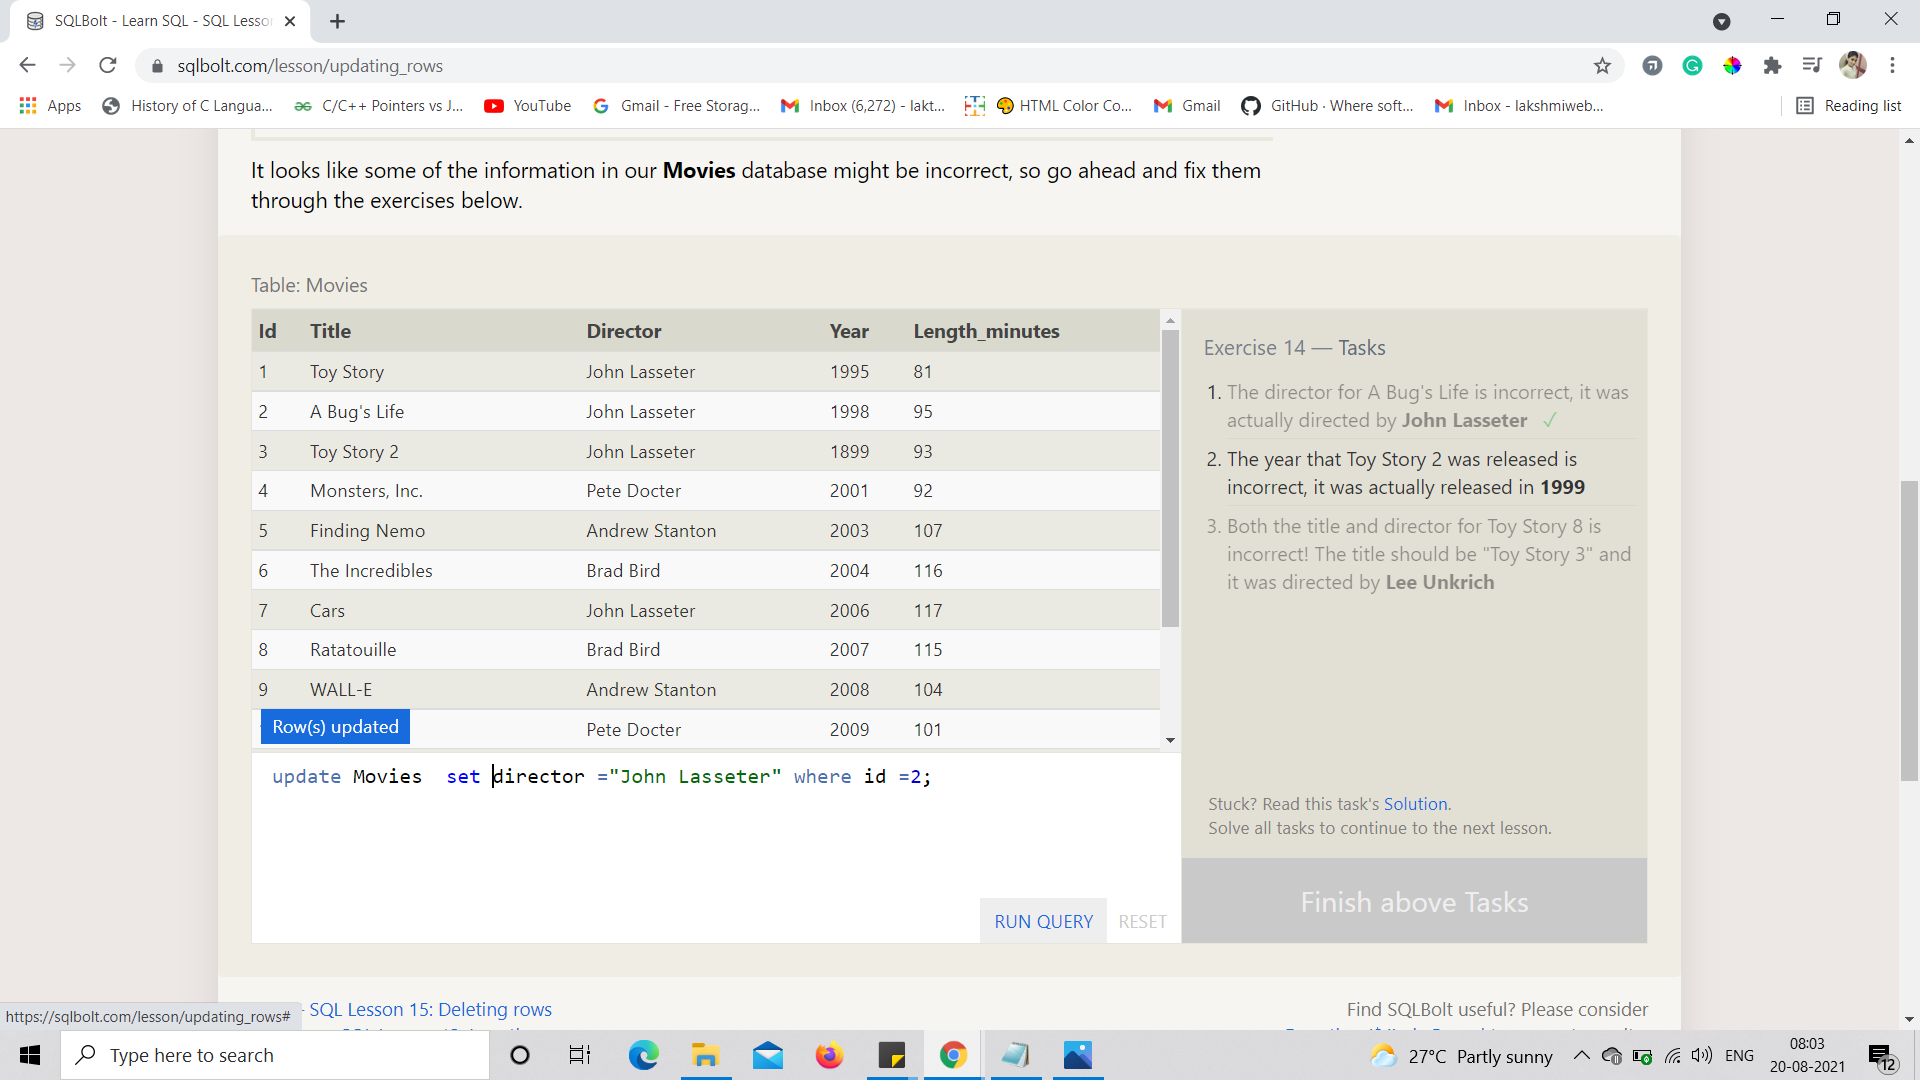 SQLBolt - Learn SQL - SQL Lesson
sqlbolt.com/lesson/updating_rows
Apps History of C Langua... C/C++ Pointers vs J... YouTube Gmail - Free Storag... Inbox (6,272) - lakt... HTML Color Co... Gmail GitHub · Where soft... Inbox - lakshmiweb... Reading list
It looks like some of the information in our Movies database might be incorrect, so go ahead and fix them
through the exercises below.
Table: Movies
Id Title Director Year Length_minutes
1 Toy Story John Lasseter 1995 81
2 A Bug's Life John Lasseter 1998 95
3 Toy Story 2 John Lasseter 1899 93
4 Monsters, Inc. Pete Docter 2001 92
5 Finding Nemo Andrew Stanton 2003 107
6 The Incredibles Brad Bird 2004 116
7 Cars John Lasseter 2006 117
8 Ratatouille Brad Bird 2007 115
9 WALL-E Andrew Stanton 2008 104
Pete Docter 2009 101
Row(s) updated
update Movies  set director ="John Lasseter" where id =2;
RUN QUERY RESET
Exercise 14 — Tasks
1. The director for A Bug's Life is incorrect, it was
actually directed by John Lasseter ✓
2. The year that Toy Story 2 was released is
incorrect, it was actually released in 1999
3. Both the title and director for Toy Story 8 is
incorrect! The title should be "Toy Story 3" and
it was directed by Lee Unkrich
Stuck? Read this task's Solution.
Solve all tasks to continue to the next lesson.
Finish above Tasks
SQL Lesson 15: Deleting rows
Find SQLBolt useful? Please consider
https://sqlbolt.com/lesson/updating_rows#
Type here to search
27°C Partly sunny
ENG
08:03
20-08-2021
12